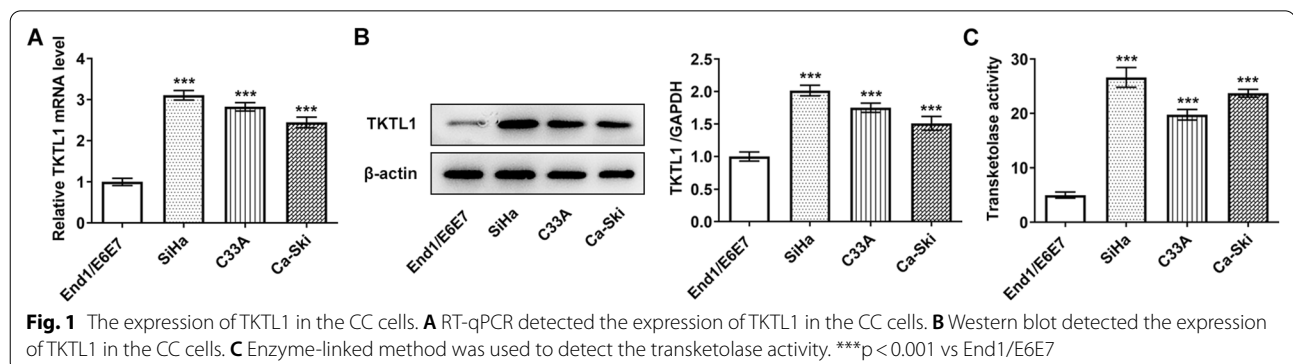 A
Relative TKTL1 mRNA level
4
3
2
1
0
***
***
***
End1/E6E7
SiHa
C33A
Ca-Ski
B
TKTL1
β-actin
End1/E6E7
SiHa
C33A
Ca-Ski
TKTL1 /GAPDH
2.5
2.0
1.5
1.0
0.5
0.0
***
***
***
End1/E6E7
SiHa
C33A
Ca-Ski
C
Transketolase activity
30
20
10
0
***
***
***
End1/E6E7
SiHa
C33A
Ca-Ski
Fig. 1 The expression of TKTL1 in the CC cells. A RT-qPCR detected the expression of TKTL1 in the CC cells. B Western blot detected the expression
of TKTL1 in the CC cells. C Enzyme-linked method was used to detect the transketolase activity. ***p < 0.001 vs End1/E6E7